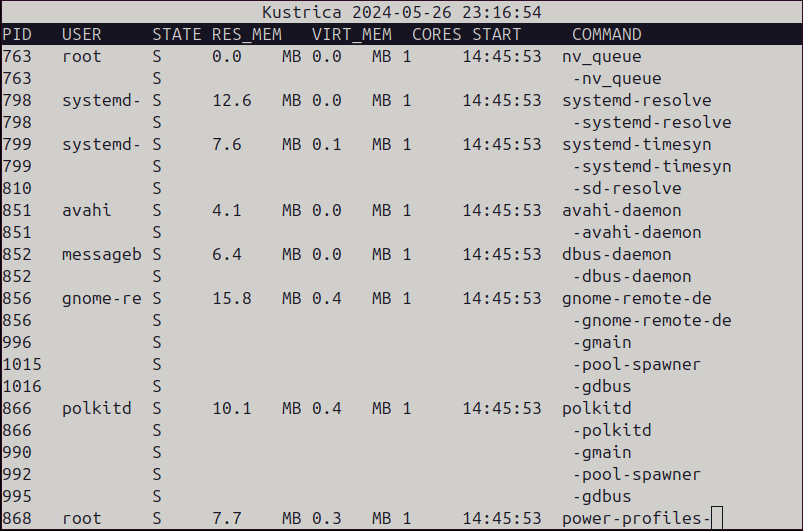 Kustrica 2024-05-26 23:16:54
PID USER STATE RES_MEM VIRT_MEM CORES START COMMAND
763 root S 0.0 MB 0.0 MB 1 14:45:53 nv_queue
763 S -nv_queue
798 systemd- S 12.6 MB 0.0 MB 1 14:45:53 systemd-resolve
798 S -systemd-resolve
799 systemd- S 7.6 MB 0.1 MB 1 14:45:53 systemd-timesyn
799 S -systemd-timesyn
810 S -sd-resolve
851 avahi S 4.1 MB 0.0 MB 1 14:45:53 avahi-daemon
851 S -avahi-daemon
852 messageb S 6.4 MB 0.0 MB 1 14:45:53 dbus-daemon
852 S -dbus-daemon
856 gnome-re S 15.8 MB 0.4 MB 1 14:45:53 gnome-remote-de
856 S -gnome-remote-de
996 S -gmain
1015 S -pool-spawner
1016 S -gdbus
866 polkitd S 10.1 MB 0.4 MB 1 14:45:53 polkitd
866 S -polkitd
990 S -gmain
992 S -pool-spawner
995 S -gdbus
868 root S 7.7 MB 0.3 MB 1 14:45:53 power-profiles-